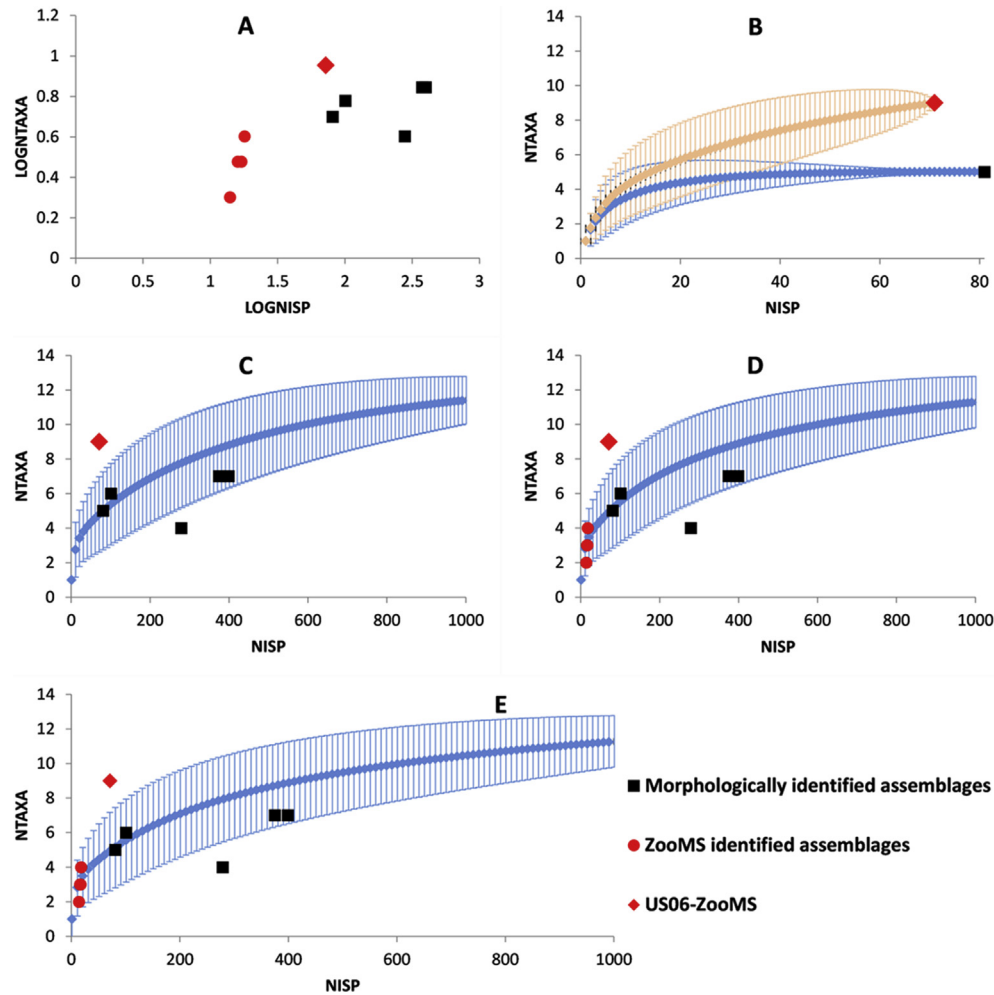 A
1.2
1
0.8
0.6
0.4
0.2
0
LOGNTAXA
0 0.5 1 1.5 2 2.5 3
LOGNISP
B
14
12
10
8
6
4
2
0
NTAXA
0 20 40 60 80
NISP
C
14
12
10
8
6
4
2
0
NTAXA
0 200 400 600 800 1000
NISP
D
14
12
10
8
6
4
2
0
NTAXA
0 200 400 600 800 1000
NISP
E
14
12
10
8
6
4
2
0
NTAXA
0 200 400 600 800 1000
NISP
Morphologically identified assemblages
ZooMS identified assemblages
US06-ZooMS